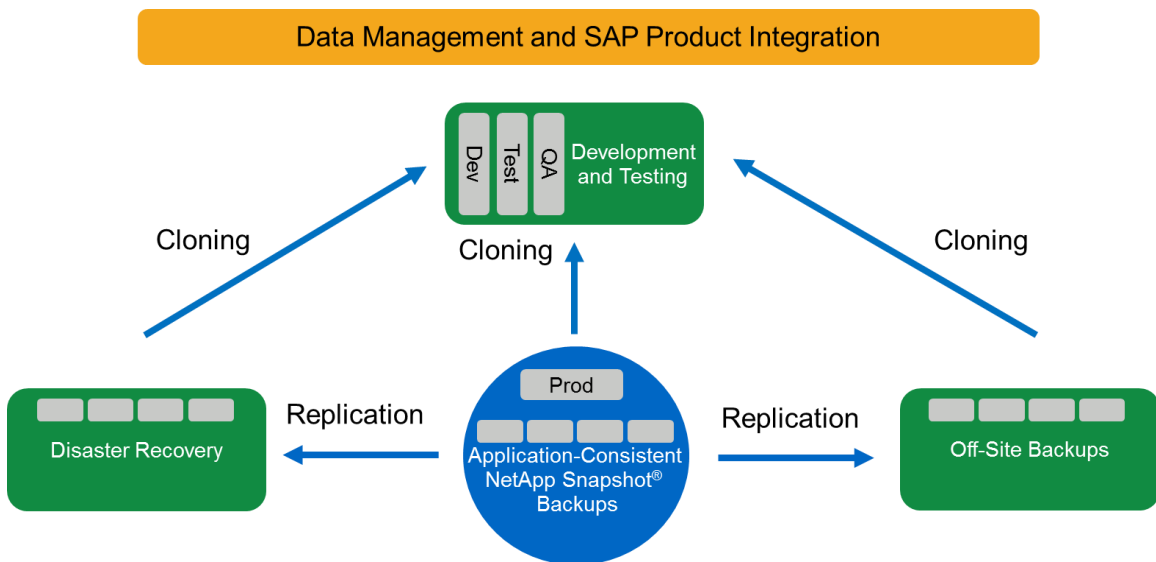 Data Management and SAP Product Integration
Dev
Test
QA
Development
and Testing
Cloning
Cloning
Cloning
Prod
Replication
Replication
Disaster Recovery
Application-Consistent
NetApp Snapshot®
Backups
Off-Site Backups